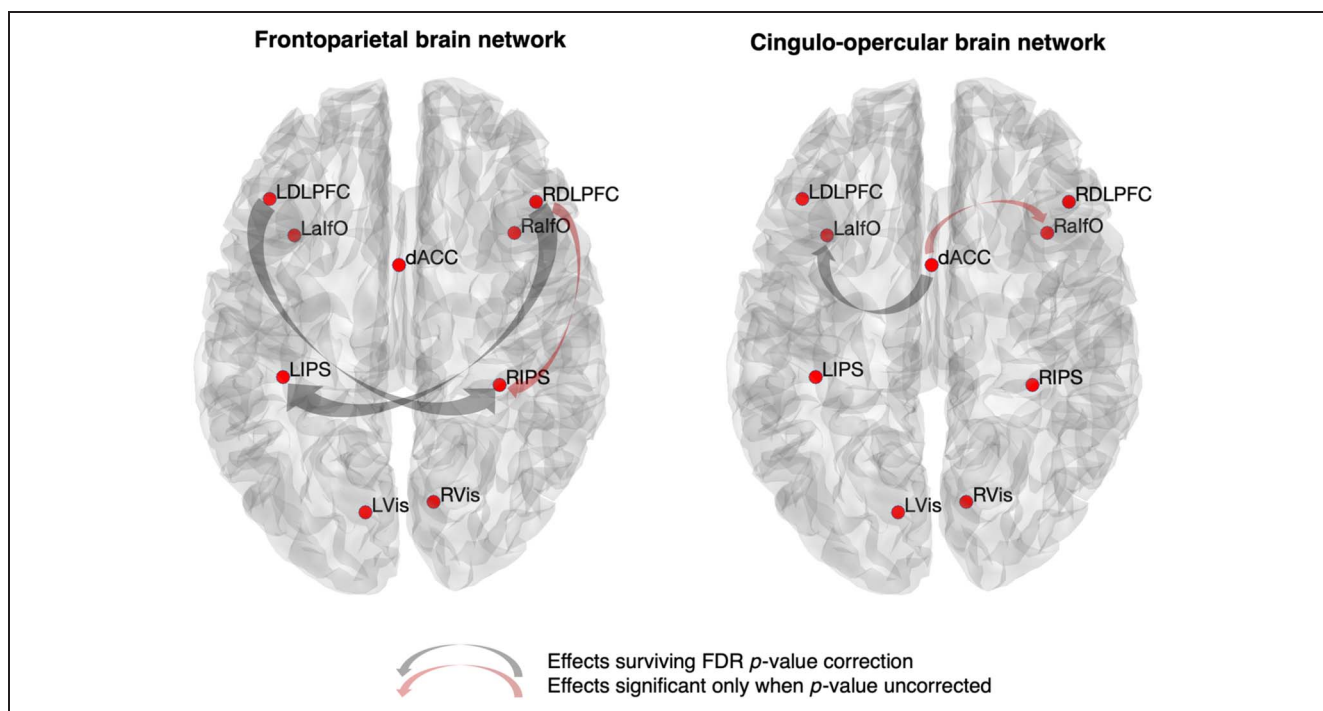 Frontoparietal brain network
Cingulo-opercular brain network
LDLPFC
RDLPFC
LaIfO
RaIfO
dACC
LIPS
RIPS
LVis
RVis
LDLPFC
RDLPFC
LaIfO
RaIfO
dACC
LIPS
RIPS
LVis
RVis
Effects surviving FDR p-value correction
Effects significant only when p-value uncorrected